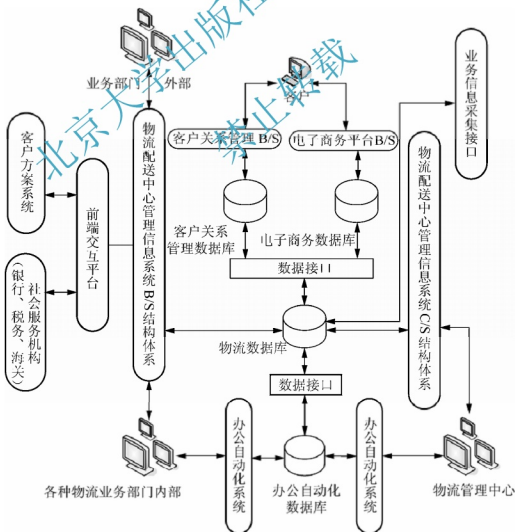 业务部门 外部
客户
业务信息采集接口
客户关系管理 B/S
电子商务平台B/S
客户方案系统
前端交互平台
社会服务机构
(银行、税务、海关)
物流配送中心管理信息系统 B/S 结构体系
物流配送中心管理信息系统 C/S 结构体系
客户关系
管理数据库
电子商务数据库
数据接口
物流数据库
数据接口
办公自动化系统
办公自动化系统
各种物流业务部门内部
办公自动化
数据库
物流管理中心
北京大学出版社
禁止转载